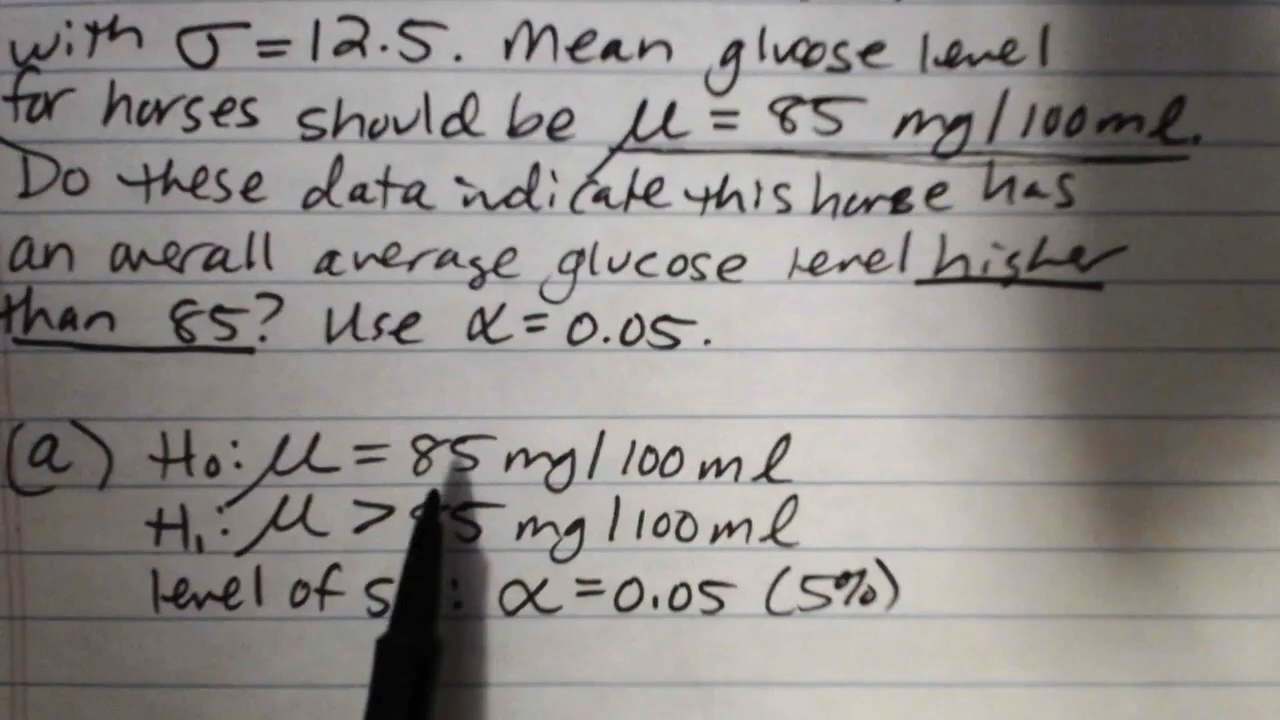 with σ = 12.5. Mean glucose level
for horses should be μ = 85 mg/100ml.
Do these data indicate this horse has
an overall average glucose level higher
than 85? Use α = 0.05.
(a) H₀: μ = 85 mg/100ml
H₁: μ > 85 mg/100ml
level of s : α = 0.05 (5%)